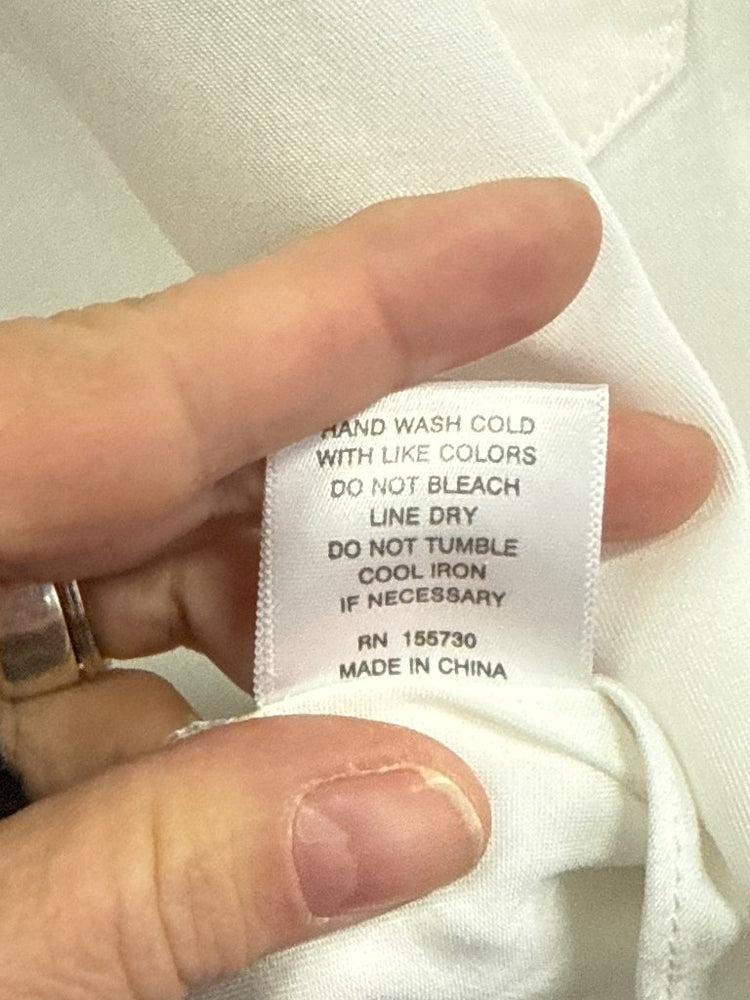 HAND WASH COLD
WITH LIKE COLORS
DO NOT BLEACH
LINE DRY
DO NOT TUMBLE
COOL IRON
IF NECESSARY
RN 155730
MADE IN CHINA